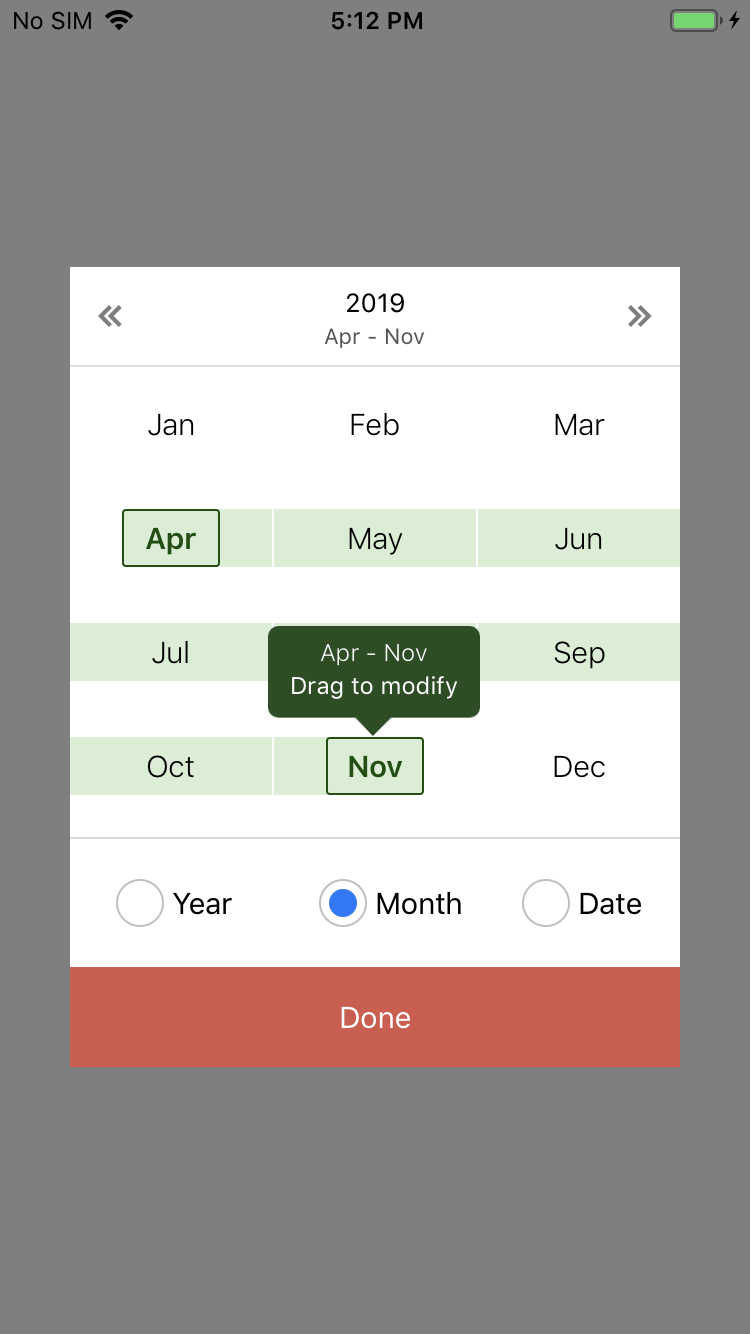 No SIM 5:12 PM
2019
Apr - Nov
Jan Feb Mar
Apr May Jun
Jul Sep
Apr - Nov
Drag to modify
Oct Nov Dec
Year Month Date
Done